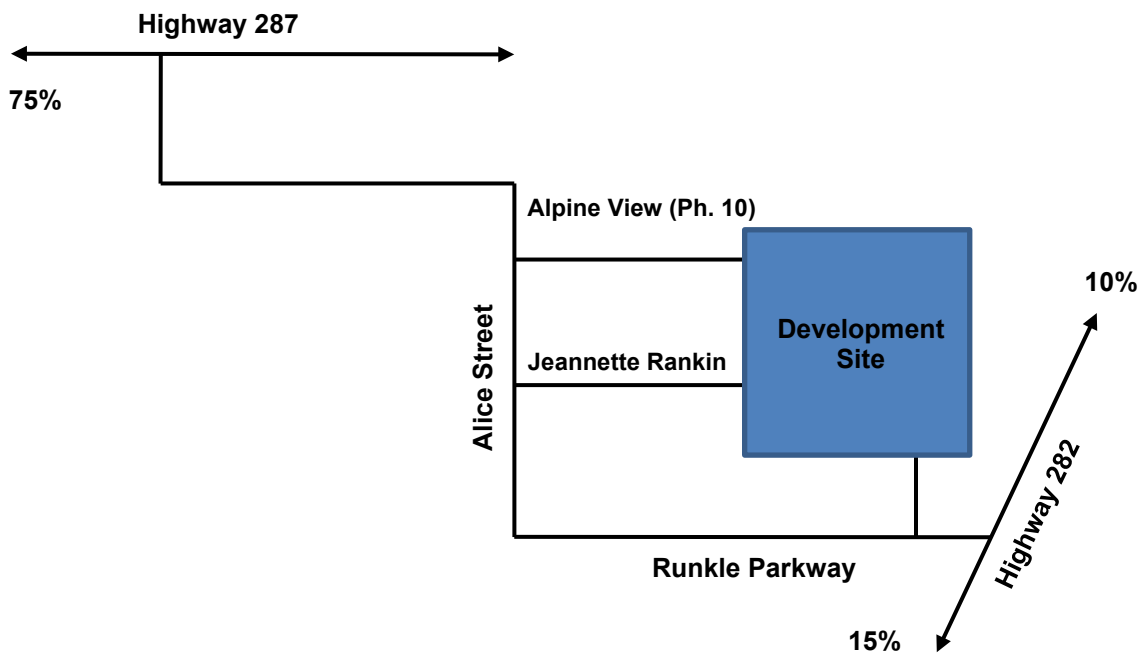 Highway 287
75%
Alpine View (Ph. 10)
10%
Development
Site
Jeannette Rankin
Alice Street
Highway 282
Runkle Parkway
15%